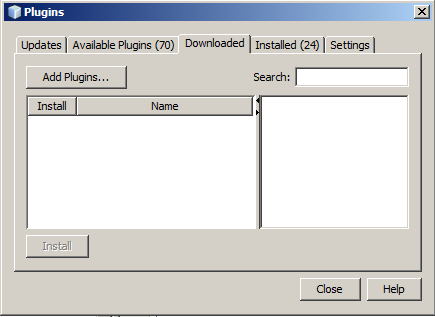 Plugins
Updates Available Plugins (70) Downloaded Installed (24) Settings
Add Plugins... Search:
Install Name
Install
Close Help